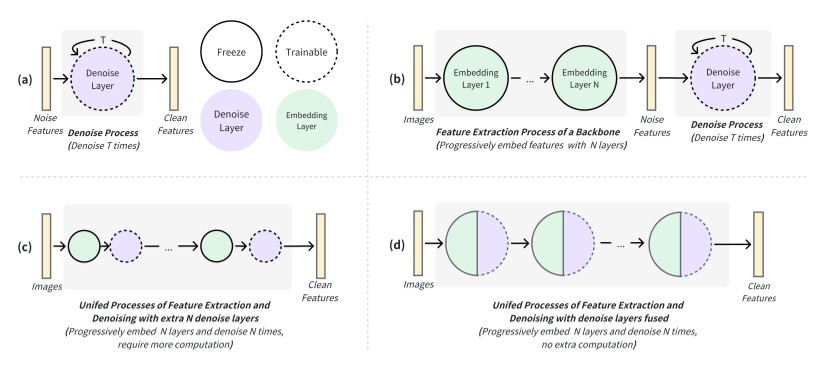 (a)
T
Denoise
Layer
Noise
Features
Clean
Features
Denoise Process
(Denoise T times)
Freeze
Trainable
Denoise
Layer
Embedding
Layer
(b)
Images
Embedding
Layer 1
...
Embedding
Layer N
Feature Extraction Process of a Backbone
(Progressively embed features with N layers)
Noise
Features
T
Denoise
Layer
Denoise Process
(Denoise T times)
Clean
Features
(c)
Images
...
Clean
Features
Unifed Processes of Feature Extraction and
Denoising with extra N denoise layers
(Progressively embed N layers and denoise N times,
require more computation)
(d)
Images
...
Clean
Features
Unifed Processes of Feature Extraction and
Denoising with denoise layers fused
(Progressively embed N layers and denoise N times,
no extra computation)